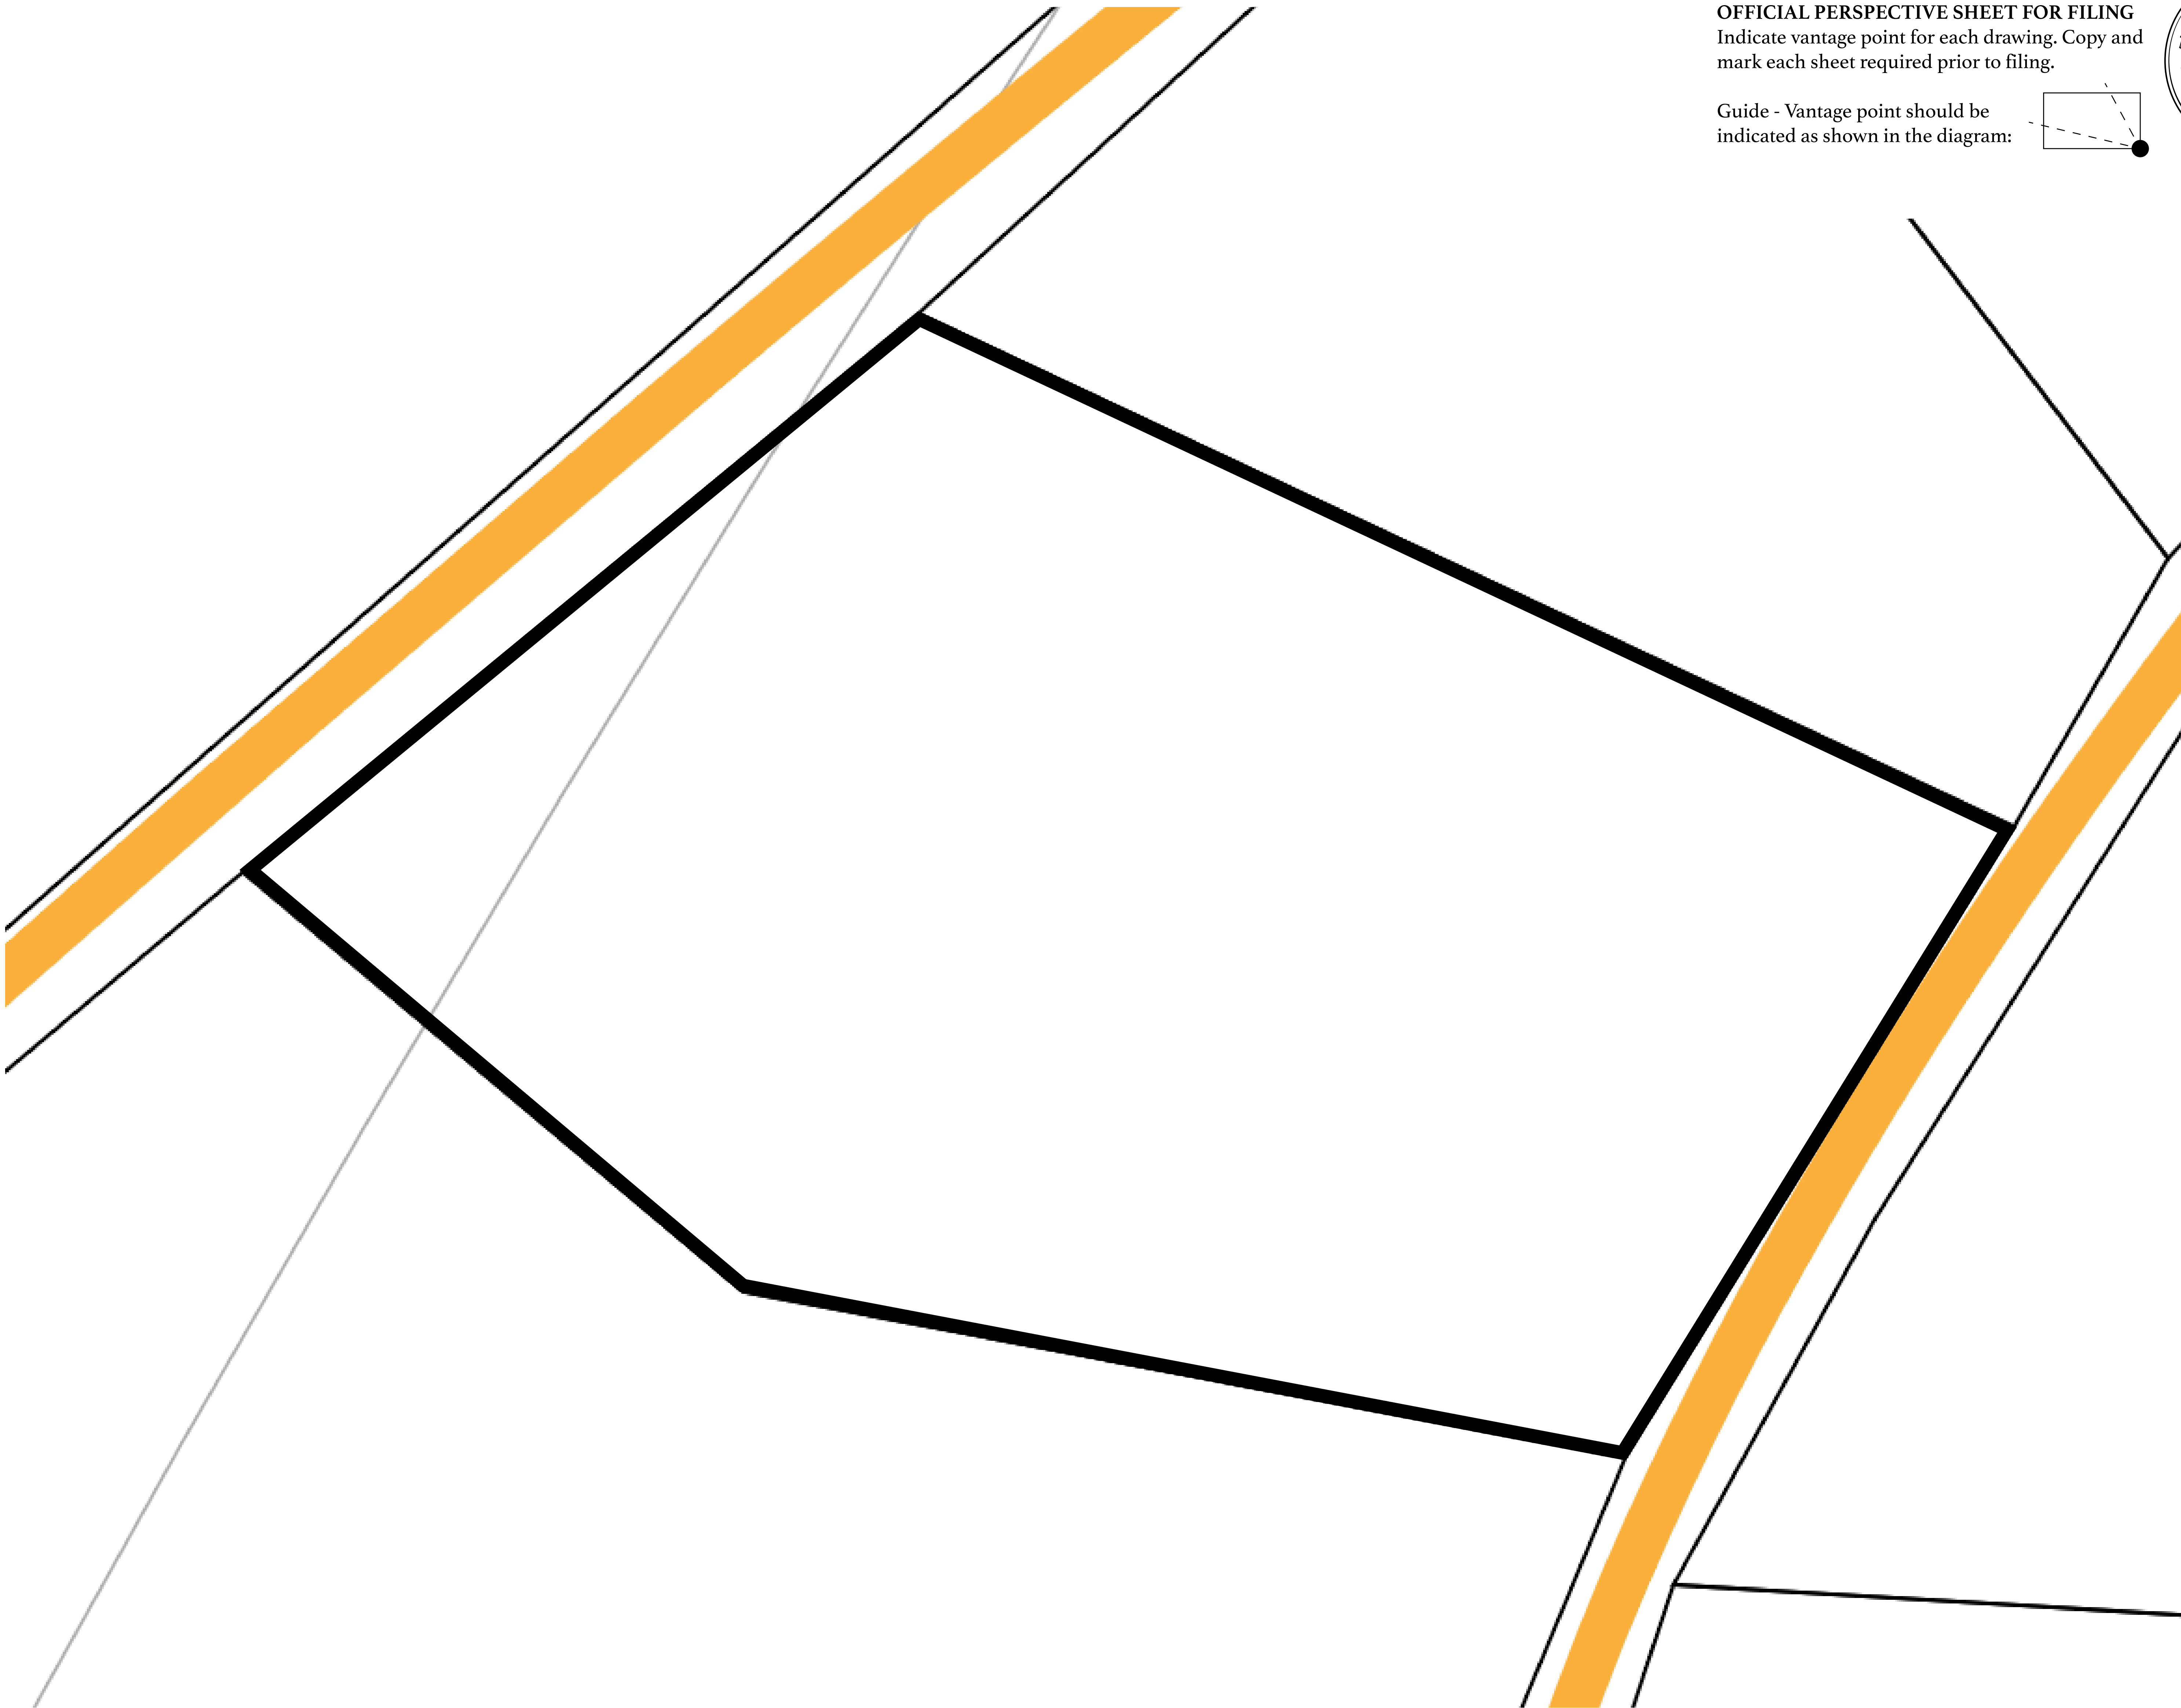 OFFICIAL PERSPECTIVE SHEET FOR FILING
Indicate vantage point for each drawing. Copy and
mark each sheet required prior to filing.
Guide - Vantage point should be
indicated as shown in the diagram: